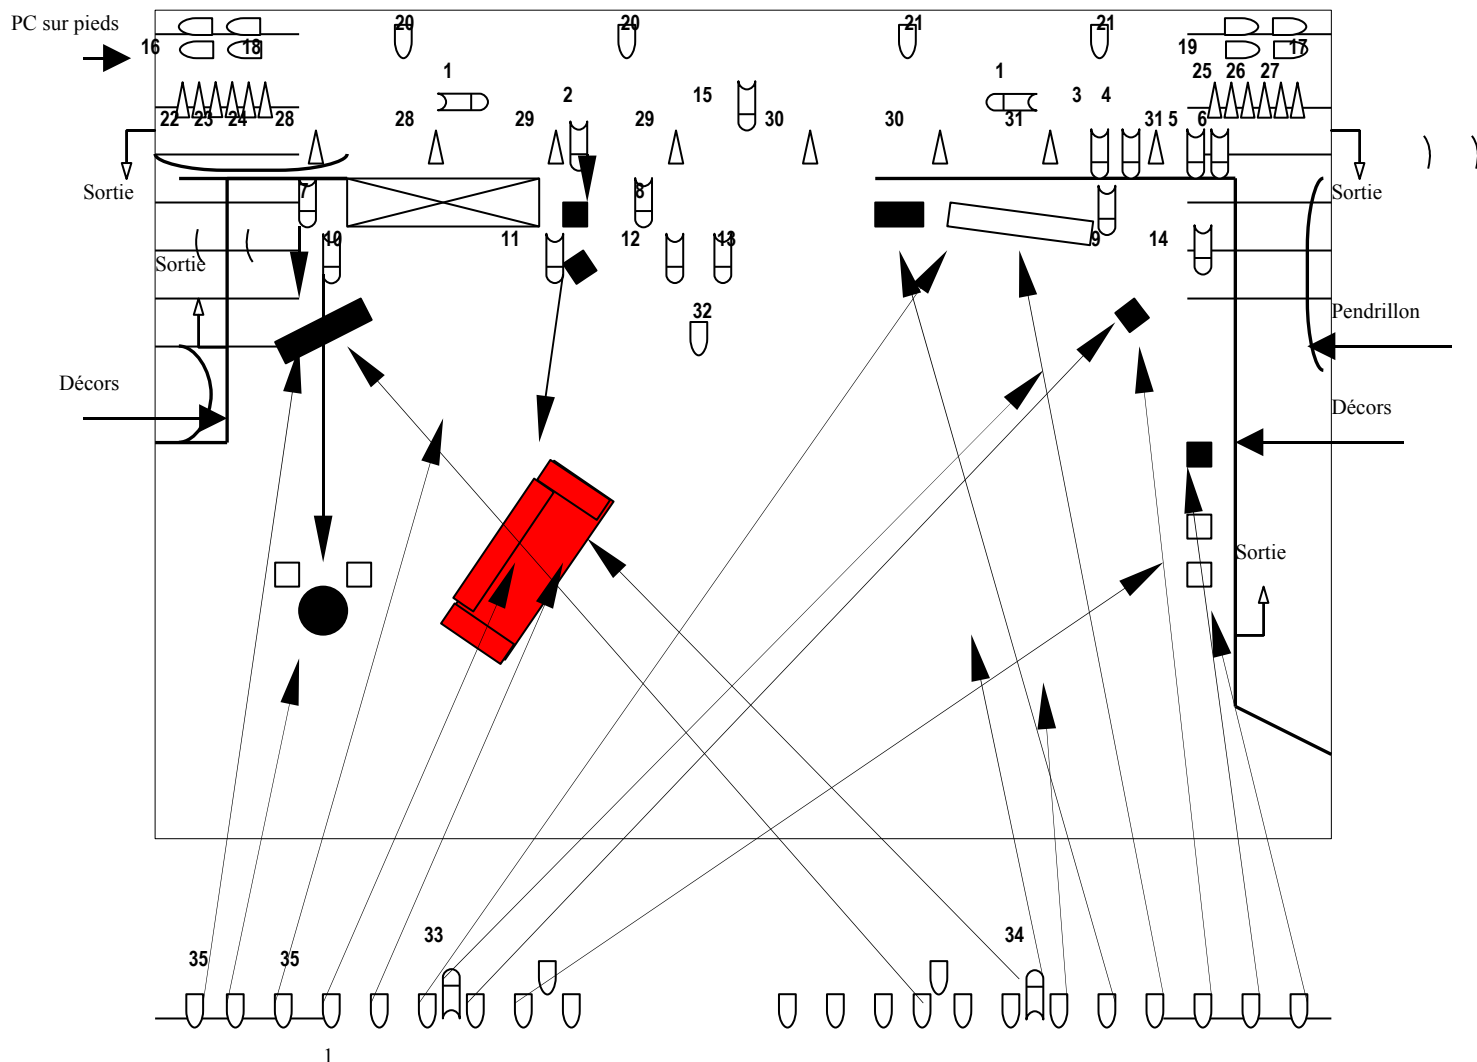 PC sur pieds
20 20 21 21
16 18 19 17
1 1 25 26 27
2 15 3 4
22 23 24 28 28 29 29 30 30 31 31 5 6
Sortie 7 8 Sortie
10 11 12 13 9 14
Sortie
32 Pendrillon
Décors
Décors
Sortie
33 34
35 35
1